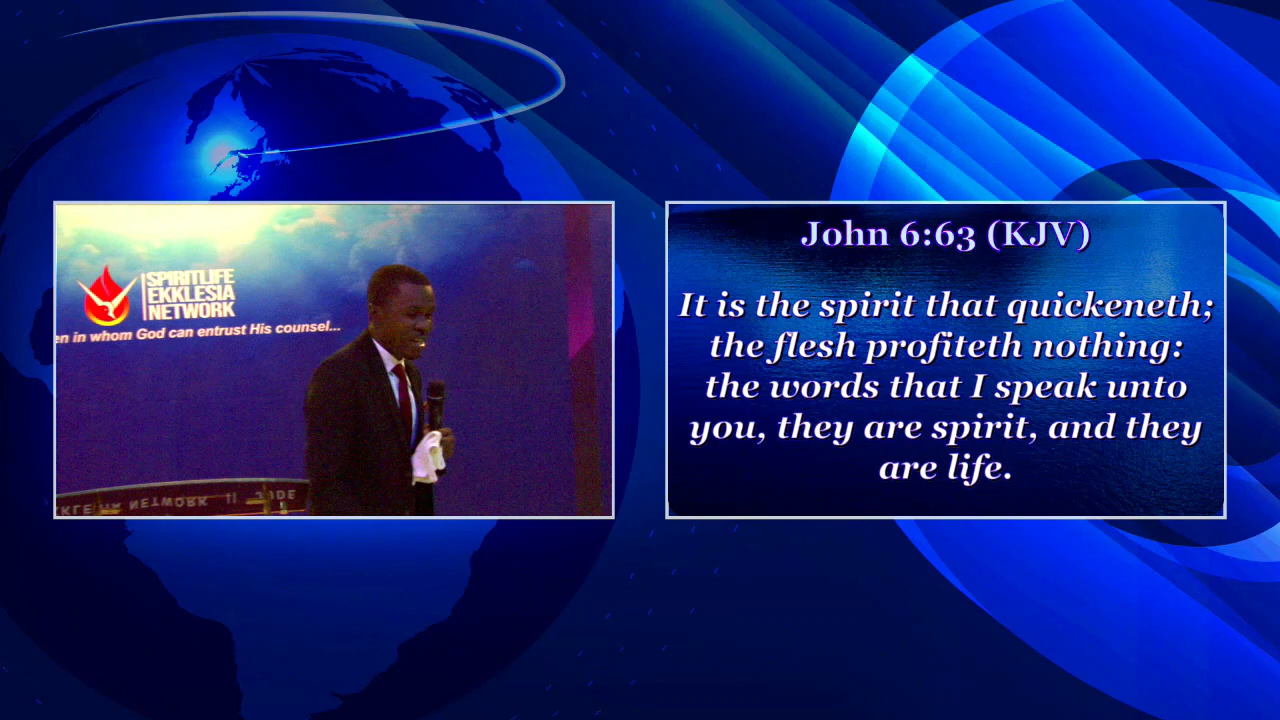 SPIRITLIFE
EKKLESIA
NETWORK
en in whom God can entrust His counsel...
NETWORK
John 6:63 (KJV)
It is the spirit that quickeneth;
the flesh profiteth nothing:
the words that I speak unto
you, they are spirit, and they
are life.